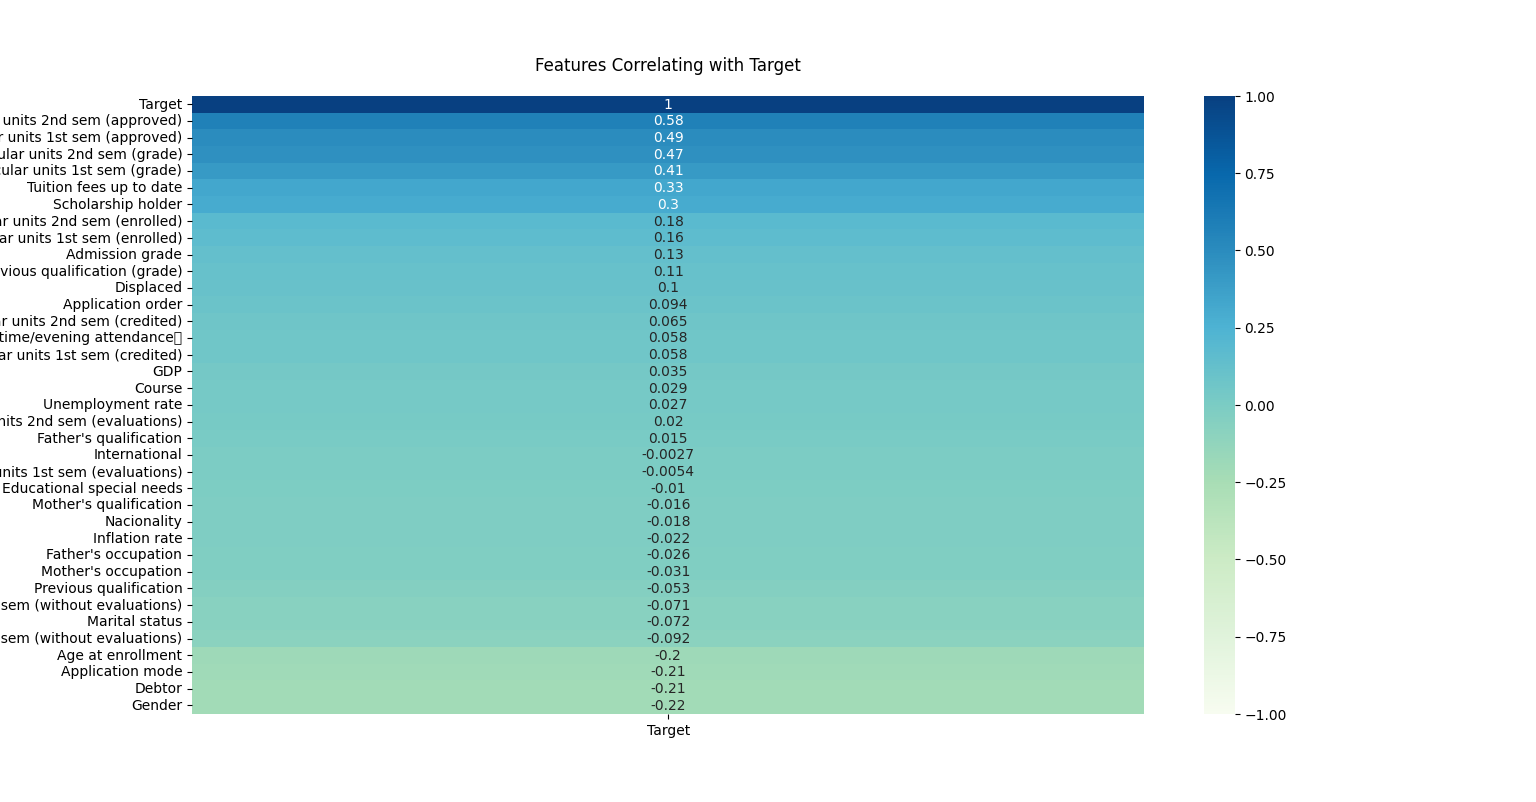 Features Correlating with Target
Target 1
units 2nd sem (approved) 0.58
r units 1st sem (approved) 0.49
ular units 2nd sem (grade) 0.47
ular units 1st sem (grade) 0.41
Tuition fees up to date 0.33
Scholarship holder 0.3
ar units 2nd sem (enrolled) 0.18
ar units 1st sem (enrolled) 0.16
Admission grade 0.13
vious qualification (grade) 0.11
Displaced 0.1
Application order 0.094
r units 2nd sem (credited) 0.065
time/evening attendance 0.058
ar units 1st sem (credited) 0.058
GDP 0.035
Course 0.029
Unemployment rate 0.027
nits 2nd sem (evaluations) 0.02
Father's qualification 0.015
International -0.0027
units 1st sem (evaluations) -0.0054
Educational special needs -0.01
Mother's qualification -0.016
Nacionality -0.018
Inflation rate -0.022
Father's occupation -0.026
Mother's occupation -0.031
Previous qualification -0.053
sem (without evaluations) -0.071
Marital status -0.072
sem (without evaluations) -0.092
Age at enrollment -0.2
Application mode -0.21
Debtor -0.21
Gender -0.22
Target
1.00
0.75
0.50
0.25
0.00
−0.25
−0.50
−0.75
−1.00